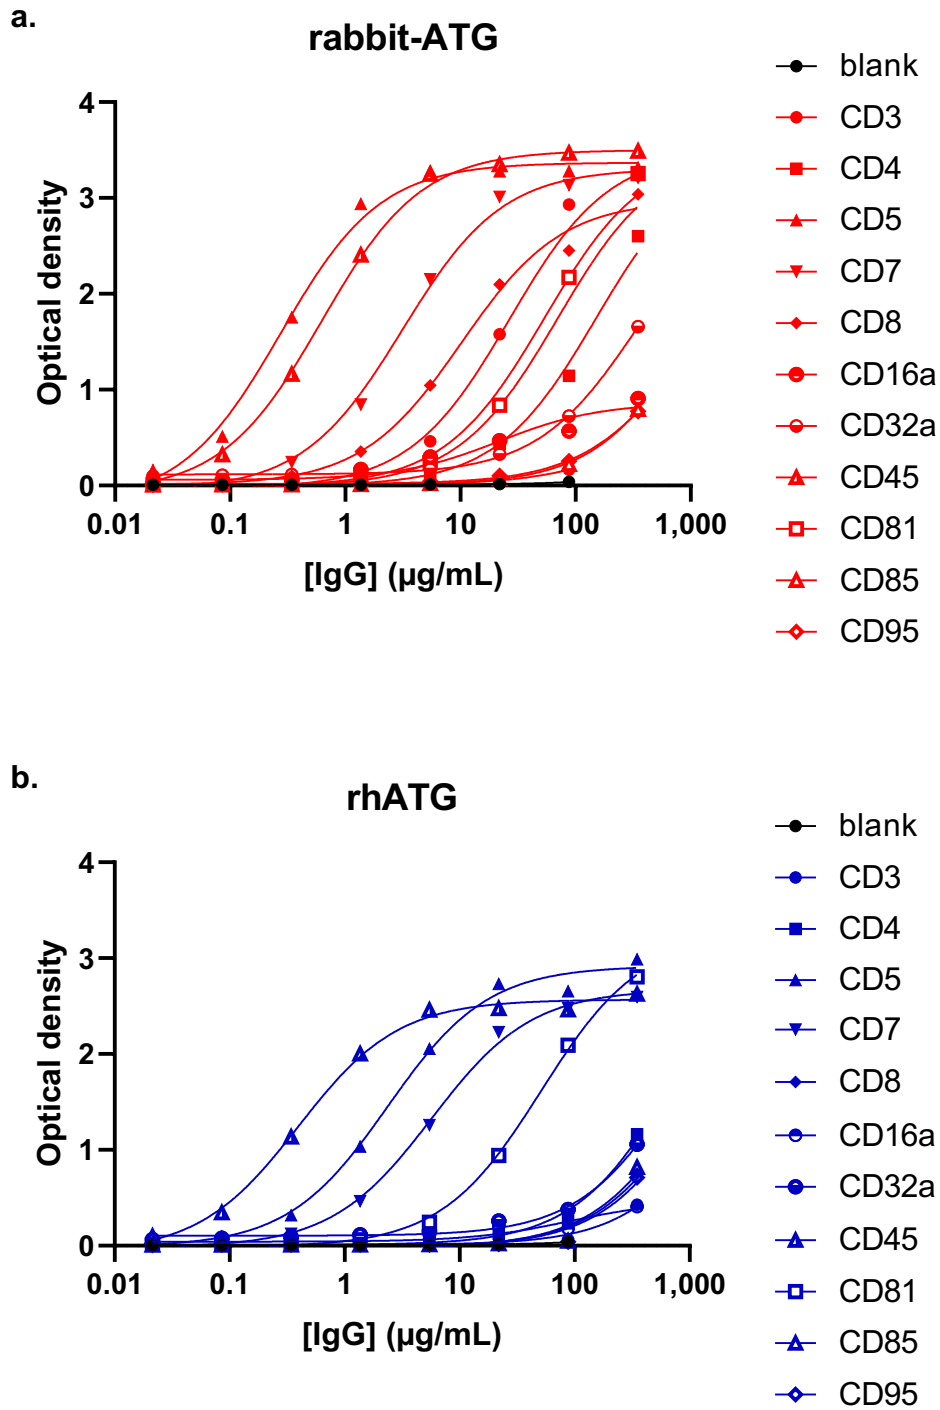 a.
rabbit-ATG
Optical density
4
3
2
1
0
0.01 0.1 1 10 100 1,000
[IgG] (µg/mL)
blank
CD3
CD4
CD5
CD7
CD8
CD16a
CD32a
CD45
CD81
CD85
CD95
b.
rhATG
Optical density
4
3
2
1
0
0.01 0.1 1 10 100 1,000
[IgG] (µg/mL)
blank
CD3
CD4
CD5
CD7
CD8
CD16a
CD32a
CD45
CD81
CD85
CD95